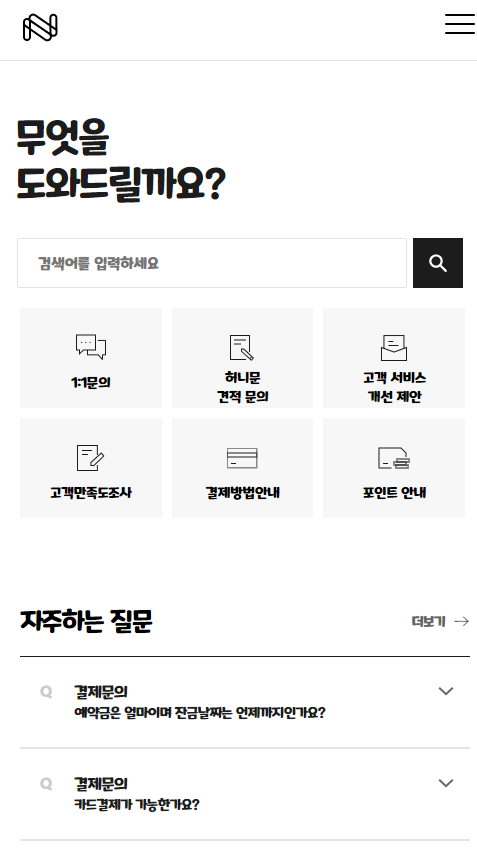 무엇을
도와드릴까요?
검색어를 입력하세요
1:1문의
허니문
견적 문의
고객 서비스
개선 제안
고객만족도조사
결제방법안내
포인트 안내
자주하는 질문
더보기
Q 결제문의
예약금은 얼마이며 잔금날짜는 언제까지인가요?
Q 결제문의
카드결제가 가능한가요?